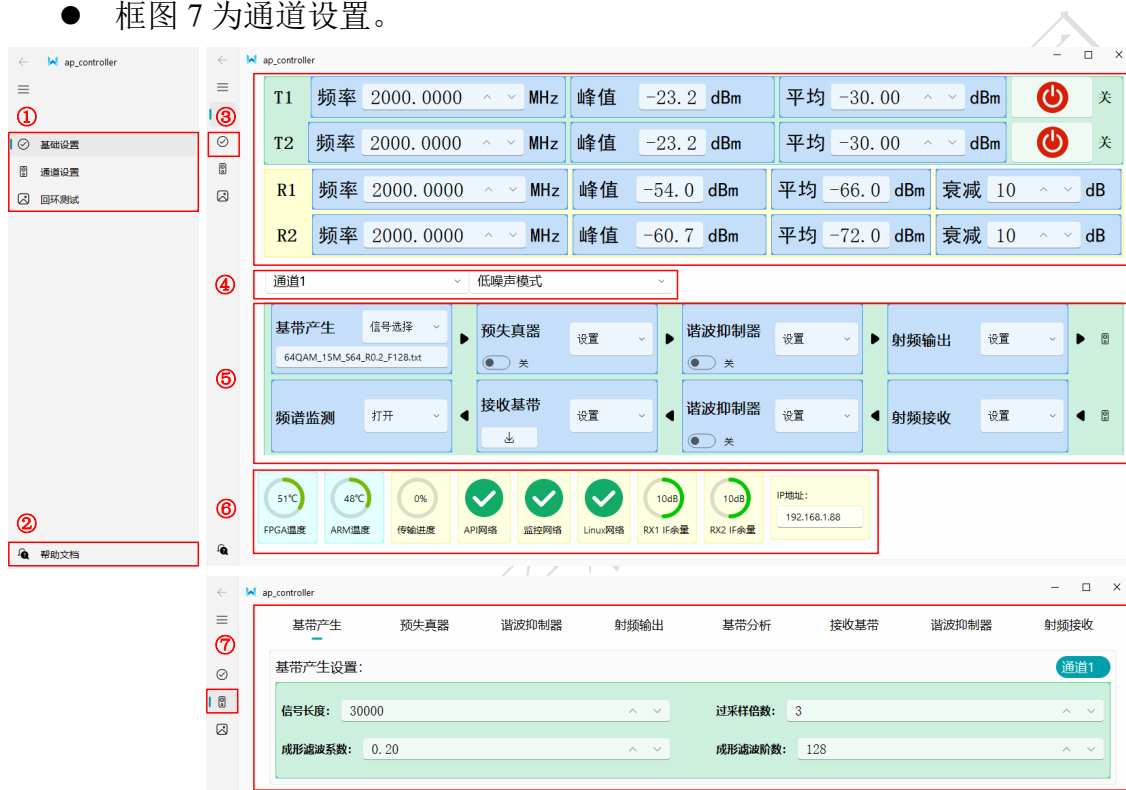 ● 框图 7 为通道设置。
ap_controller
①
基础设置
通道设置
回环测试
②
帮助文档
ap_controller
③
T1 频率 2000.0000 MHz 峰值 -23.2 dBm 平均 -30.00 dBm 关
T2 频率 2000.0000 MHz 峰值 -23.2 dBm 平均 -30.00 dBm 关
R1 频率 2000.0000 MHz 峰值 -54.0 dBm 平均 -66.0 dBm 衰减 10 dB
R2 频率 2000.0000 MHz 峰值 -60.7 dBm 平均 -72.0 dBm 衰减 10 dB
④ 通道1 低噪声模式
⑤
基带产生 信号选择 预失真器 设置 谐波抑制器 设置 射频输出 设置
64QAM_15M_S64_R0.2_F128.txt 关 关
频谱监测 打开 接收基带 设置 谐波抑制器 设置 射频接收 设置
关
⑥
51℃ 48℃ 0% 10dB 10dB IP地址:
192.168.1.88
FPGA温度 ARM温度 传输进度 API网络 监控网络 Linux网络 RX1 IF余量 RX2 IF余量
ap_controller
⑦
基带产生 预失真器 谐波抑制器 射频输出 基带分析 接收基带 谐波抑制器 射频接收
基带产生设置: 通道1
信号长度: 30000 过采样倍数: 3
成形滤波系数: 0.20 成形滤波阶数: 128